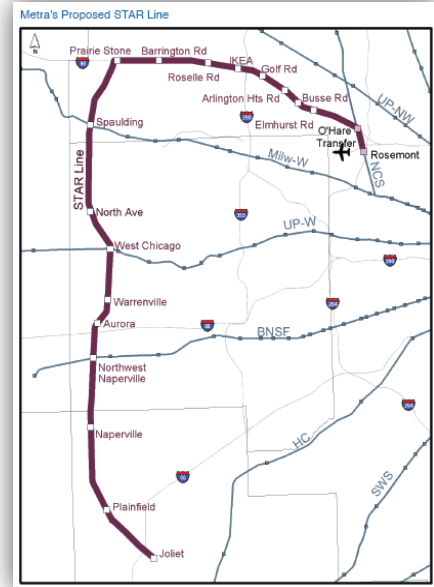 Metra's Proposed STAR Line
N
Prairie Stone
Barrington Rd
IKEA
Roselle Rd
Golf Rd
Arlington Hts Rd
Busse Rd
UP-NW
Elmhurst Rd
O'Hare
Transfer
Rosemont
Spaulding
Milw-W
NCS
STAR Line
North Ave
UP-W
West Chicago
Warrenville
Aurora
BNSF
Northwest
Naperville
Naperville
HC
SWS
Plainfield
Joliet